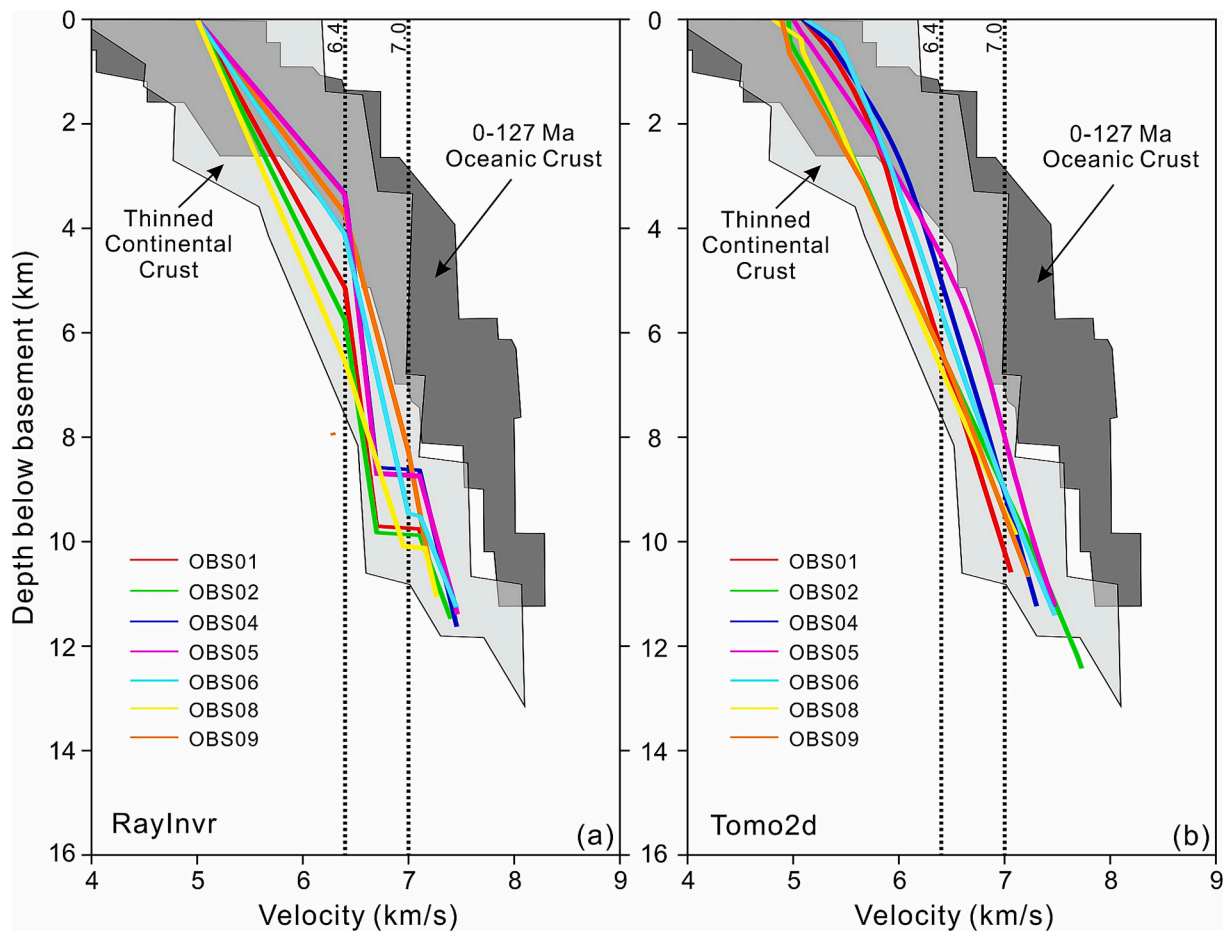 0
2
4
6
8
10
12
14
16
Depth below basement (km)
6.4
7.0
0-127 Ma
Oceanic Crust
Thinned
Continental
Crust
OBS01
OBS02
OBS04
OBS05
OBS06
OBS08
OBS09
RayInvr
(a)
4
5
6
7
8
9
Velocity (km/s)
0
2
4
6
8
10
12
14
16
6.4
7.0
0-127 Ma
Oceanic Crust
Thinned
Continental
Crust
OBS01
OBS02
OBS04
OBS05
OBS06
OBS08
OBS09
Tomo2d
(b)
4
5
6
7
8
9
Velocity (km/s)